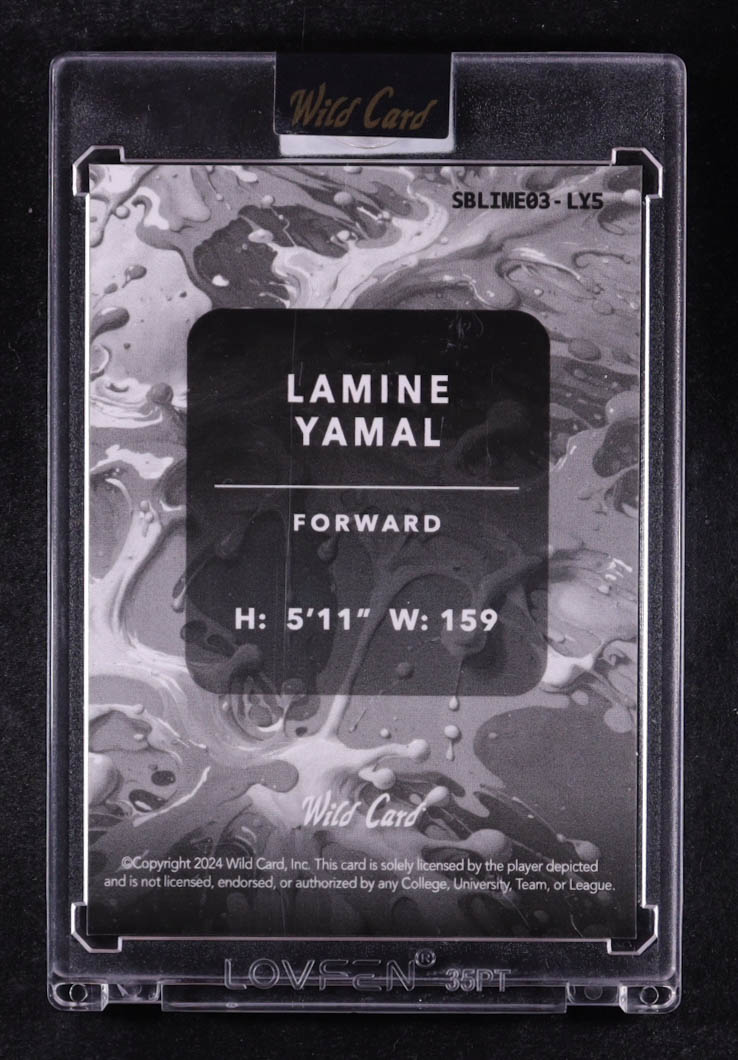 Wild Card
SBLIME03-LY5
LAMINE
YAMAL
FORWARD
H: 5'11" W: 159
Wild Card
©Copyright 2024 Wild Card, Inc. This card is solely licensed by the player depicted
and is not licensed, endorsed, or authorized by any College, University, Team, or League.
LOVFEN® 35PT